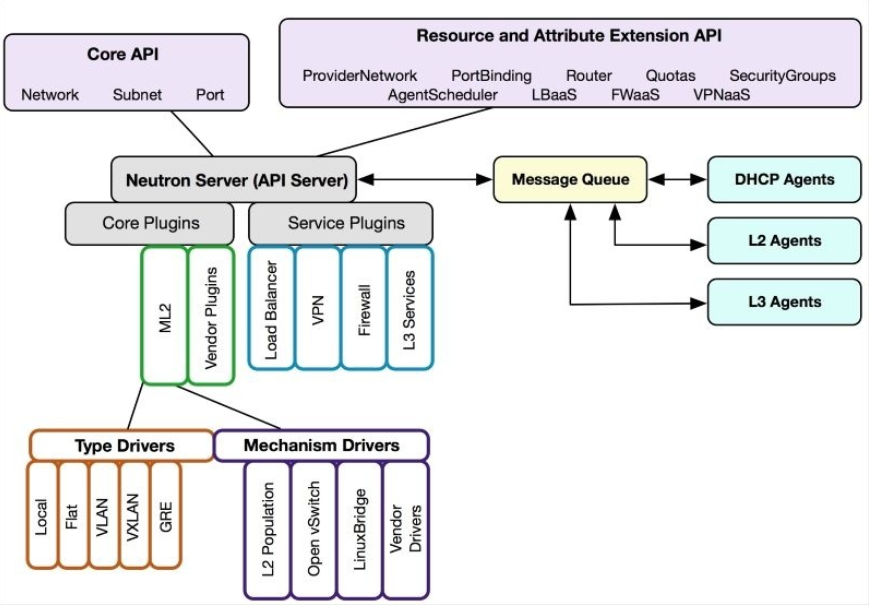 Core API
Network Subnet Port
Resource and Attribute Extension API
ProviderNetwork PortBinding Router Quotas SecurityGroups
AgentScheduler LBaaS FWaaS VPNaaS
Neutron Server (API Server)
Message Queue
DHCP Agents
L2 Agents
L3 Agents
Core Plugins
Service Plugins
ML2
Vendor Plugins
Load Balancer
VPN
Firewall
L3 Services
Type Drivers
Mechanism Drivers
Local
Flat
VLAN
VXLAN
GRE
L2 Population
Open vSwitch
LinuxBridge
Vendor
Drivers